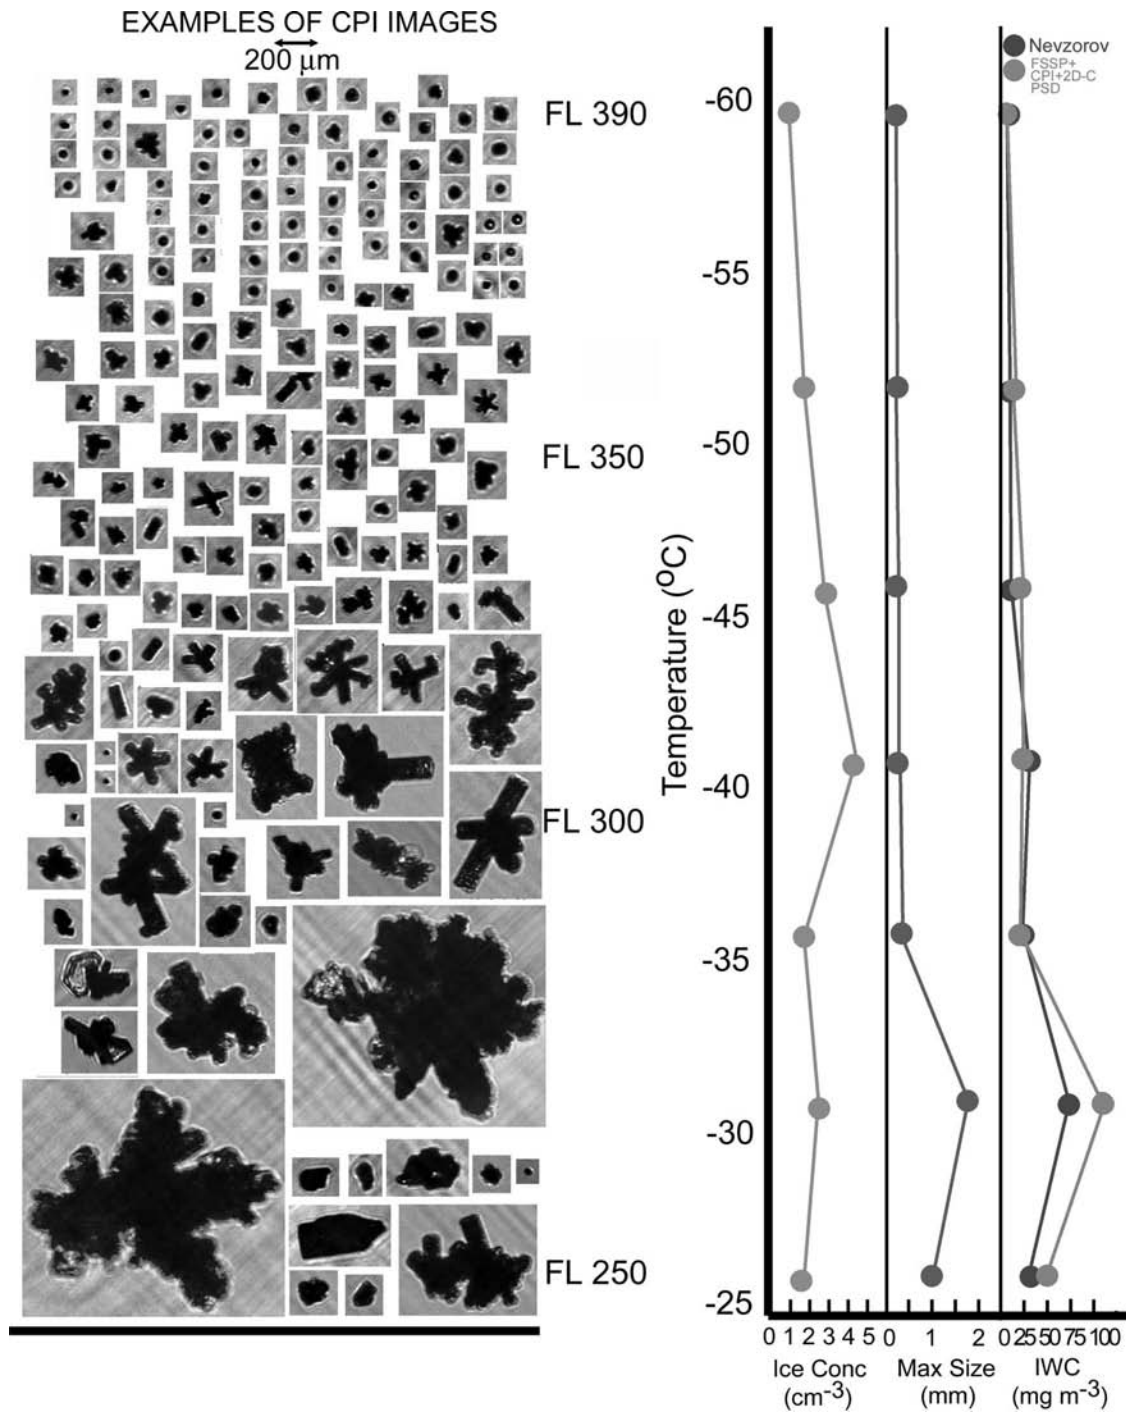 EXAMPLES OF CPI IMAGES
200 μm
FL 390
FL 350
FL 300
FL 250
Temperature (°C)
-60
-55
-50
-45
-40
-35
-30
-25
Nevzorov
FSSP+
CPI+2D-C
PSD
0 1 2 3 4 5
Ice Conc
(cm⁻³)
0 1 2
Max Size
(mm)
0 25 50 75 100
IWC
(mg m⁻³)